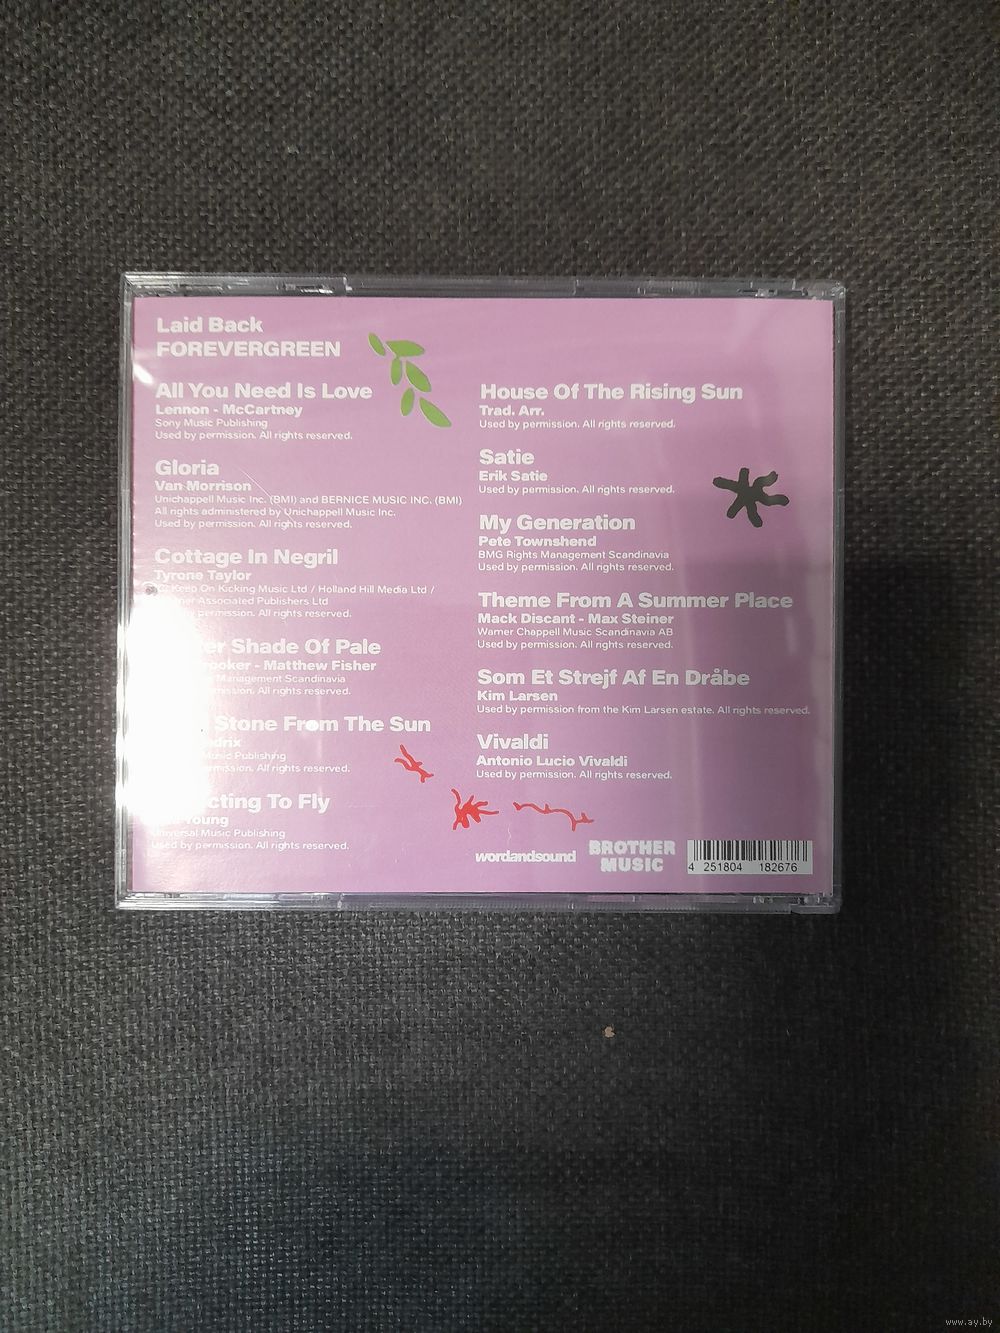 Laid Back
FOREVERGREEN
All You Need Is Love
Lennon - McCartney
Sony Music Publishing
Used by permission. All rights reserved.
Gloria
Van Morrison
Unichappell Music Inc. (BMI) and BERNICE MUSIC INC. (BMI)
All rights administered by Unichappell Music Inc.
Used by permission. All rights reserved.
Cottage In Negril
Tyrone Taylor
Keep On Kicking Music Ltd / Holland Hill Media Ltd /
Associated Publishers Ltd
permission. All rights reserved.
Shade Of Pale
- Matthew Fisher
Management Scandinavia
All rights reserved.
Stone From The Sun
Music Publishing
All rights reserved.
To Fly
Young
Universal Music Publishing
Used by permission. All rights reserved.
House Of The Rising Sun
Trad. Arr.
Used by permission. All rights reserved.
Satie
Erik Satie
Used by permission. All rights reserved.
My Generation
Pete Townshend
BMG Rights Management Scandinavia
Used by permission. All rights reserved.
Theme From A Summer Place
Mack Discant - Max Steiner
Warner Chappell Music Scandinavia AB
Used by permission. All rights reserved.
Som Et Strejf Af En Dråbe
Kim Larsen
Used by permission from the Kim Larsen estate. All rights reserved.
Vivaldi
Antonio Lucio Vivaldi
Used by permission. All rights reserved.
wordandsound
BROTHER
MUSIC
4 251804 182676
www.ay.by